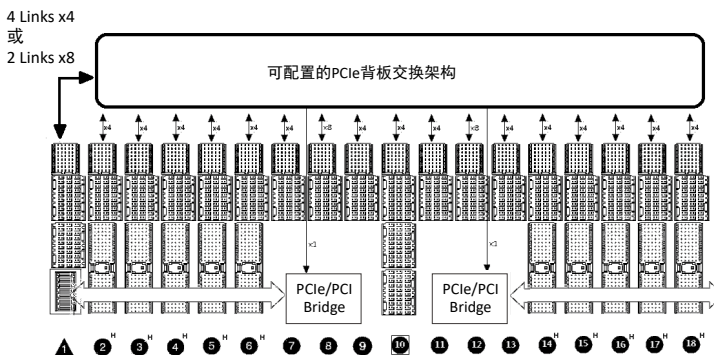 4 Links x4
或
2 Links x8
可配置的PCIe背板交换架构
x4 x4 x4 x4 x4 x4 x8 x4 x4 x4 x8 x4 x4 x4 x4 x4 x4
x1 x1
PCIe/PCI
Bridge
PCIe/PCI
Bridge
1 2 H 3 H 4 H 5 H 6 H 7 8 9 10 11 12 13 14 H 15 H 16 H 17 H 18 H